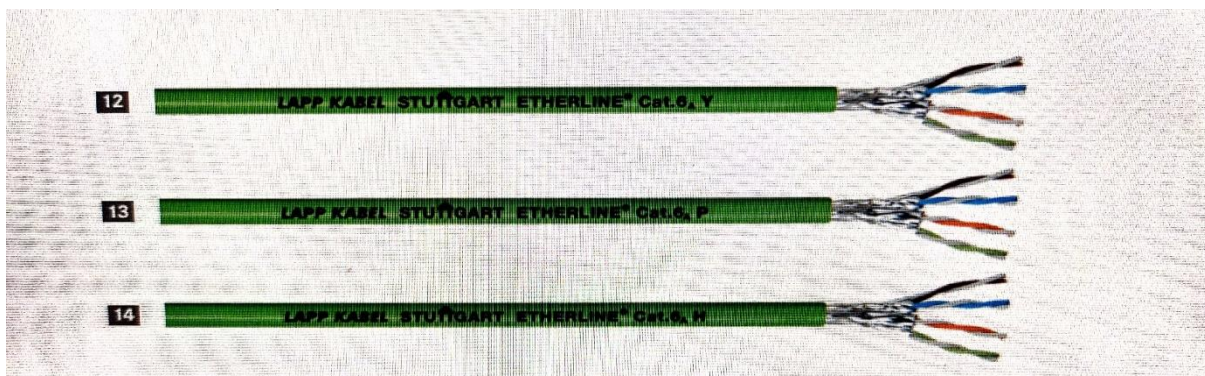 12 LAPP KABEL STUTTGART ETHERLINE® Cat.6A Y
13 LAPP KABEL STUTTGART ETHERLINE® Cat.6A P
14 LAPP KABEL STUTTGART ETHERLINE® Cat.6A H